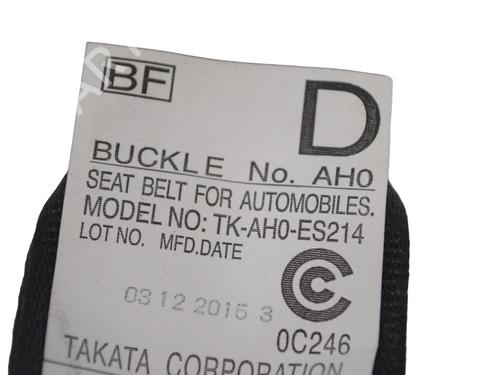 BF
D
BUCKLE No. AH0
SEAT BELT FOR AUTOMOBILES.
MODEL NO: TK-AH0-ES214
LOT NO. MFD.DATE
03 12 2015 3
C
0C246
TAKATA CORPORATION